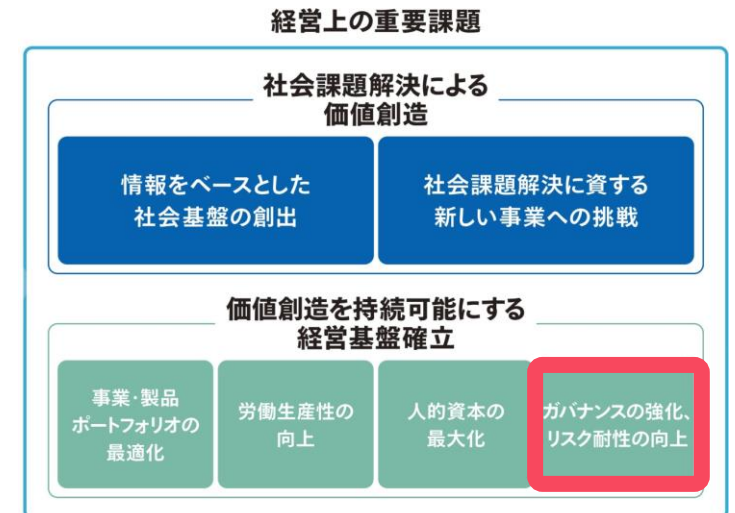 経営上の重要課題
社会課題解決による
価値創造
情報をベースとした
社会基盤の創出
社会課題解決に資する
新しい事業への挑戦
価値創造を持続可能にする
経営基盤確立
事業・製品
ポートフォリオの
最適化
労働生産性の
向上
人的資本の
最大化
ガバナンスの強化、
リスク耐性の向上